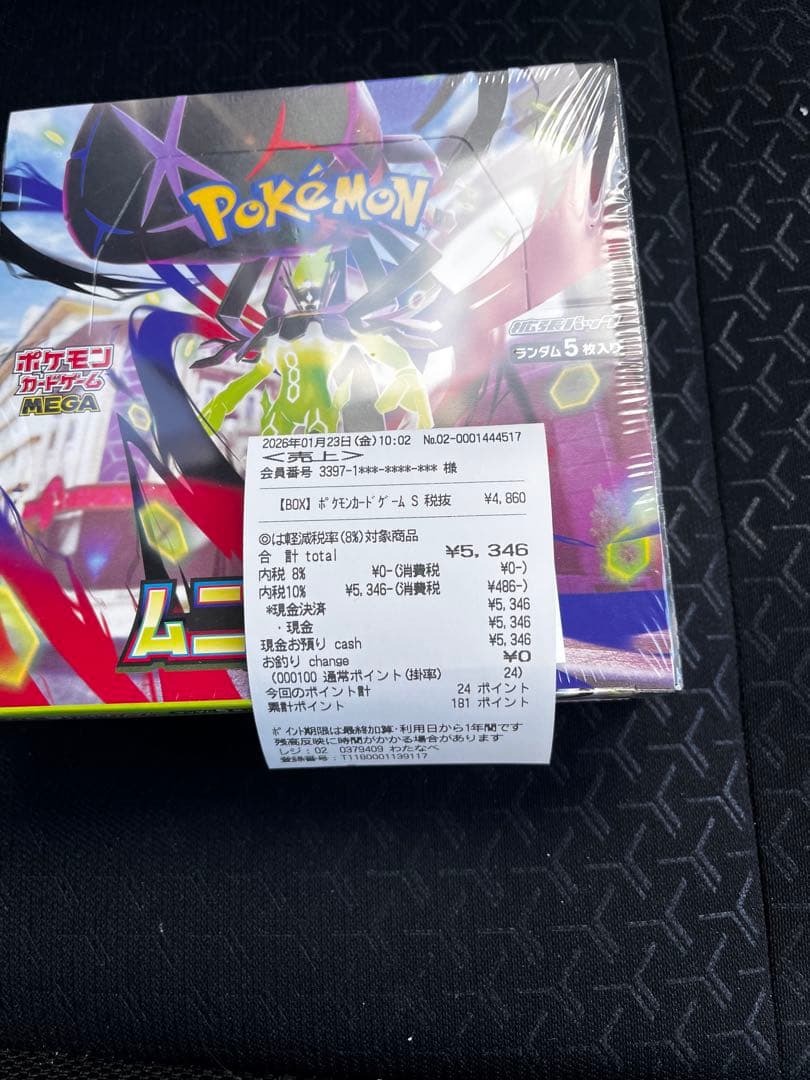 POKÉMON
拡張パック
ランダム5枚入り
ポケモン
カードゲーム
MEGA
ムニ
2026年01月23日(金)10:02 No.02-0001444517
<売上>
会員番号 3397-1***-****-*** 様
【BOX】ポケモンカードゲーム S 税抜 ¥4,860
◎は軽減税率(8%)対象商品
合 計 total ¥5,346
内税 8% ¥0-(消費税 ¥0-)
内税10% ¥5,346-(消費税 ¥486-)
*現金決済 ¥5,346
・現金 ¥5,346
現金お預り cash ¥5,346
お釣り change ¥0
(000100 通常ポイント(掛率) 24)
今回のポイント計 24 ポイント
累計ポイント 181 ポイント
ポイント期限は最終加算・利用日から1年間です
残高反映に時間がかかる場合があります
レジ:02 0379409 わたなべ
登録番号:T1180001139117